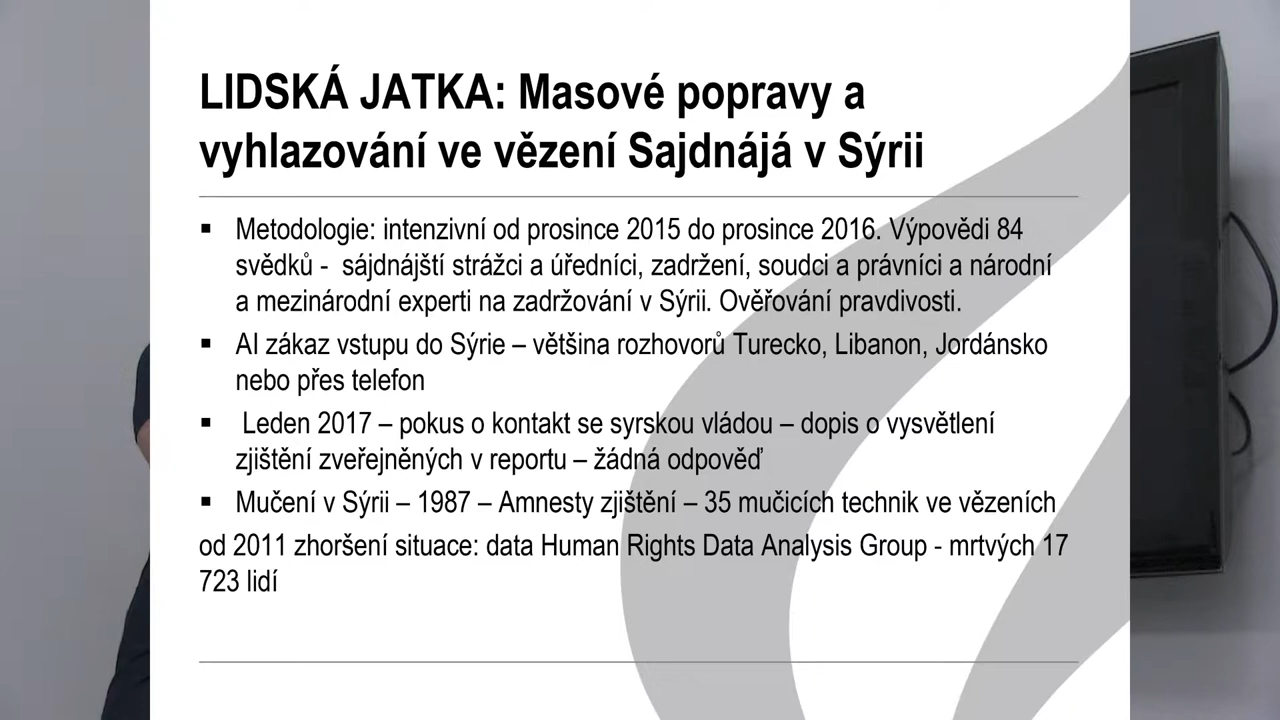 LIDSKÁ JATKA: Masové popravy a
vyhlazování ve vězení Sajdnájá v Sýrii
▪ Metodologie: intenzivní od prosince 2015 do prosince 2016. Výpovědi 84
svědků - sájdnájští strážci a úředníci, zadržení, soudci a právníci a národní
a mezinárodní experti na zadržování v Sýrii. Ověřování pravdivosti.
▪ AI zákaz vstupu do Sýrie – většina rozhovorů Turecko, Libanon, Jordánsko
nebo přes telefon
▪ Leden 2017 – pokus o kontakt se syrskou vládou – dopis o vysvětlení
zjištění zveřejněných v reportu – žádná odpověď
▪ Mučení v Sýrii – 1987 – Amnesty zjištění – 35 mučicích technik ve vězeních
od 2011 zhoršení situace: data Human Rights Data Analysis Group - mrtvých 17
723 lidí